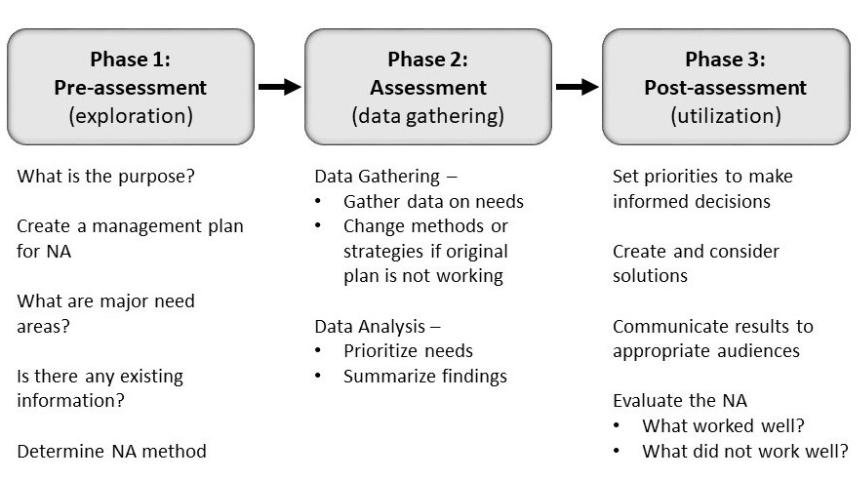 Phase 1:
Pre-assessment
(exploration)
What is the purpose?
Create a management plan
for NA
What are major need
areas?
Is there any existing
information?
Determine NA method
Phase 2:
Assessment
(data gathering)
Data Gathering –
• Gather data on needs
• Change methods or
strategies if original
plan is not working
Data Analysis –
• Prioritize needs
• Summarize findings
Phase 3:
Post-assessment
(utilization)
Set priorities to make
informed decisions
Create and consider
solutions
Communicate results to
appropriate audiences
Evaluate the NA
• What worked well?
• What did not work well?